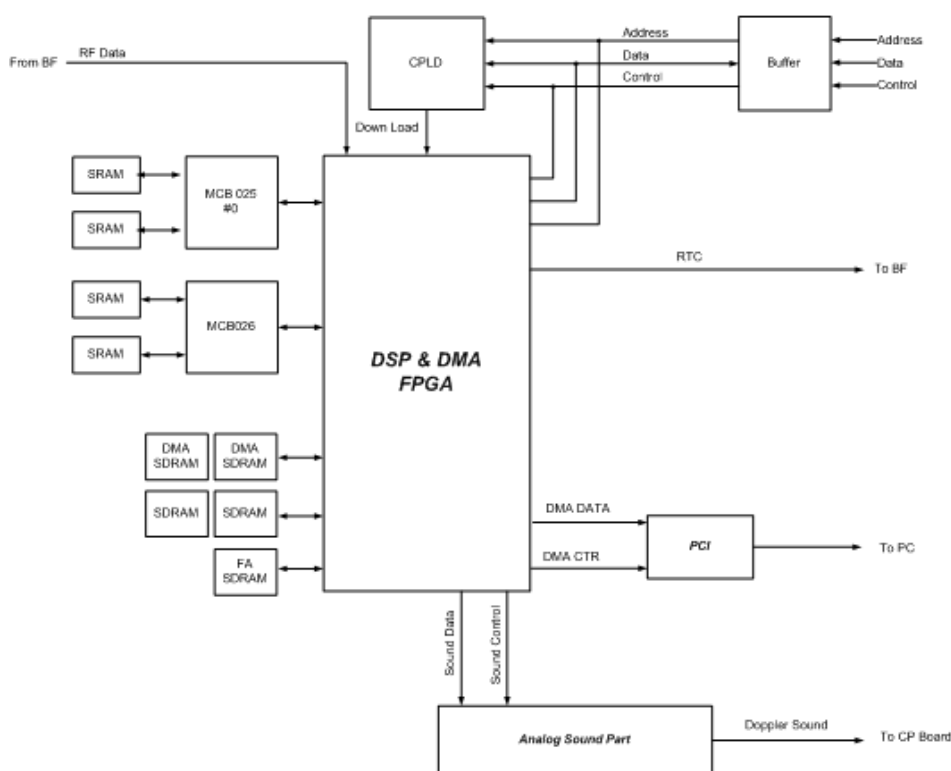 From BF
RF Data
CPLD
Address
Data
Control
Buffer
Address
Data
Control
Down Load
SRAM
SRAM
MCB 025
#0
SRAM
SRAM
MCB026
DSP & DMA
FPGA
RTC
To BF
DMA
SDRAM
DMA
SDRAM
SDRAM
SDRAM
FA
SDRAM
DMA DATA
DMA CTR
PCI
To PC
Sound Data
Sound Control
Analog Sound Part
Doppler Sound
To CP Board